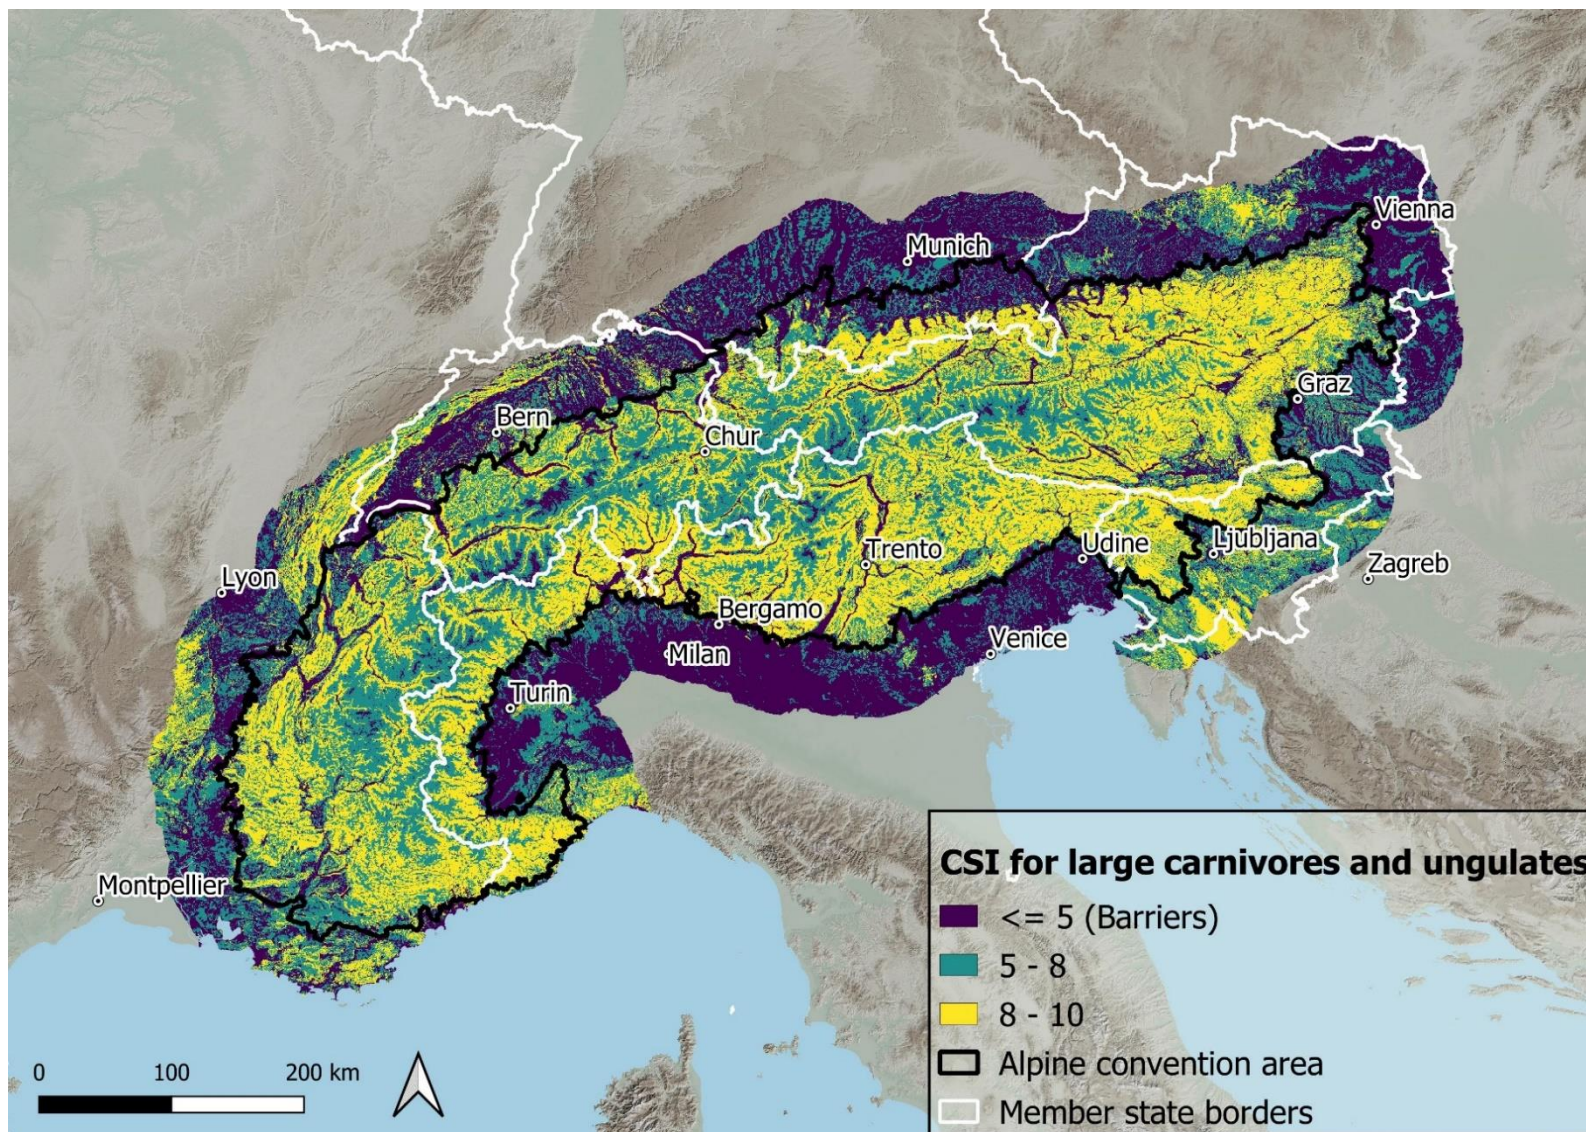 Vienna
Munich
Graz
Bern
Chur
Ljubljana
Udine
Trento
Zagreb
Lyon
Bergamo
Venice
Milan
Turin
Montpellier
CSI for large carnivores and ungulates
<= 5 (Barriers)
5 - 8
8 - 10
Alpine convention area
Member state borders
0 100 200 km